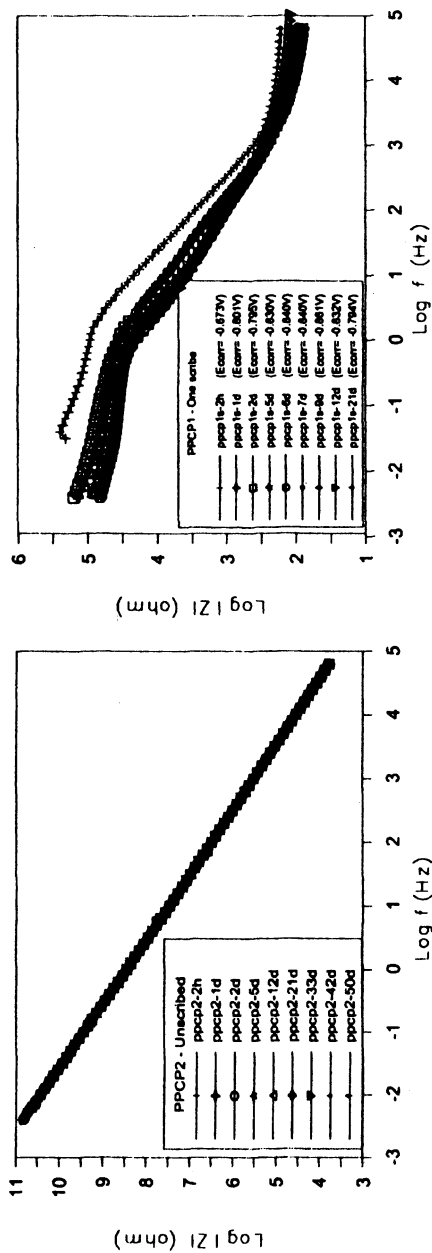 Log |Z| (ohm)
11
10
9
8
7
6
5
4
3
PPCP2 - Unscribed
ppcp2-2h
ppcp2-1d
ppcp2-2d
ppcp2-5d
ppcp2-12d
ppcp2-21d
ppcp2-33d
ppcp2-42d
ppcp2-50d
-3 -2 -1 0 1 2 3 4 5
Log f (Hz)
Log |Z| (ohm)
6
5
4
3
2
1
PPCP1 - One scribe
ppcp1s-2h (Ecorr= -0.673V)
ppcp1s-1d (Ecorr= -0.801V)
ppcp1s-2d (Ecorr= -0.795V)
ppcp1s-5d (Ecorr= -0.830V)
ppcp1s-6d (Ecorr= -0.840V)
ppcp1s-7d (Ecorr= -0.840V)
ppcp1s-9d (Ecorr= -0.861V)
ppcp1s-12d (Ecorr= -0.832V)
ppcp1s-21d (Ecorr= -0.794V)
-3 -2 -1 0 1 2 3 4 5
Log f (Hz)